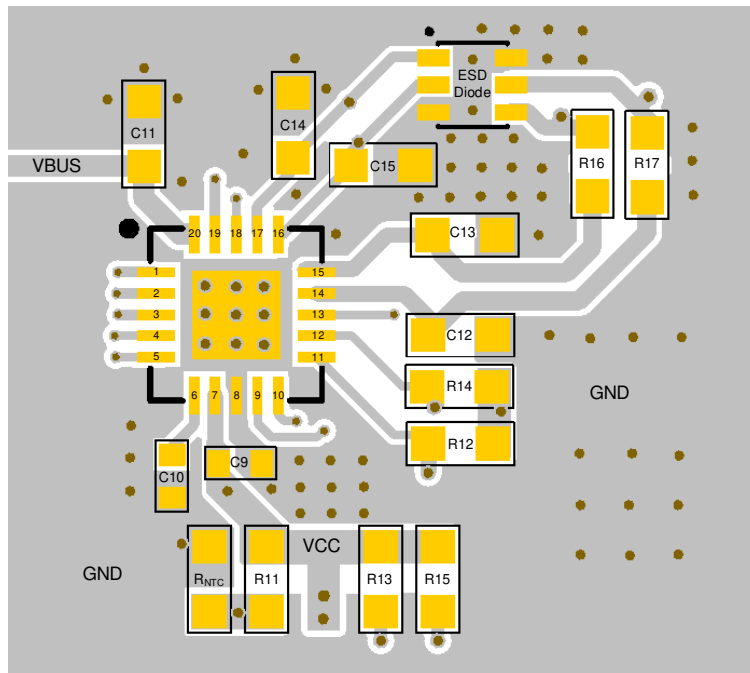 ESD
Diode
C11
C14
VBUS
C15
R16
R17
20
19
18
17
16
C13
1
2
3
4
5
15
14
13
12
11
C12
R14
GND
6
7
8
9
10
R12
C10
C9
VCC
GND
RNTC
R11
R13
R15